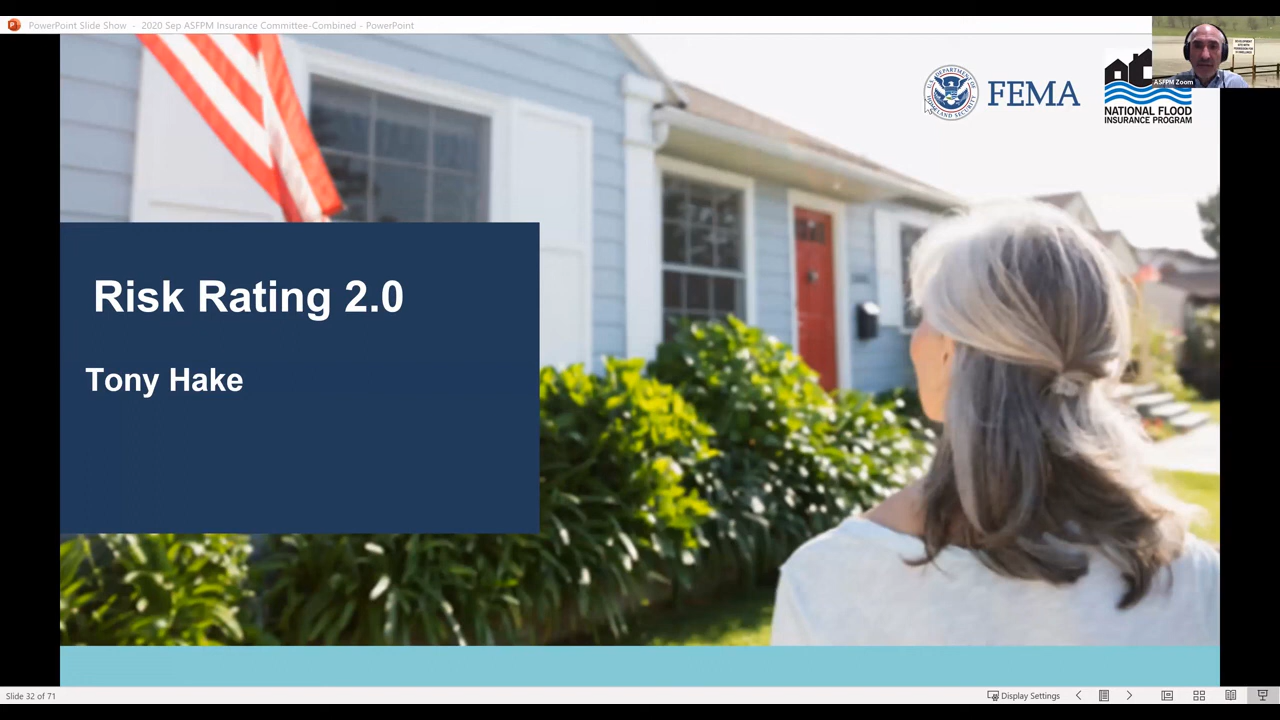 PowerPoint Slide Show - 2020 Sep ASFPM Insurance Committee-Combined - PowerPoint
ASFPM Zoom
FEMA
NATIONAL FLOOD
INSURANCE PROGRAM
Risk Rating 2.0
Tony Hake
Slide 32 of 71
Display Settings